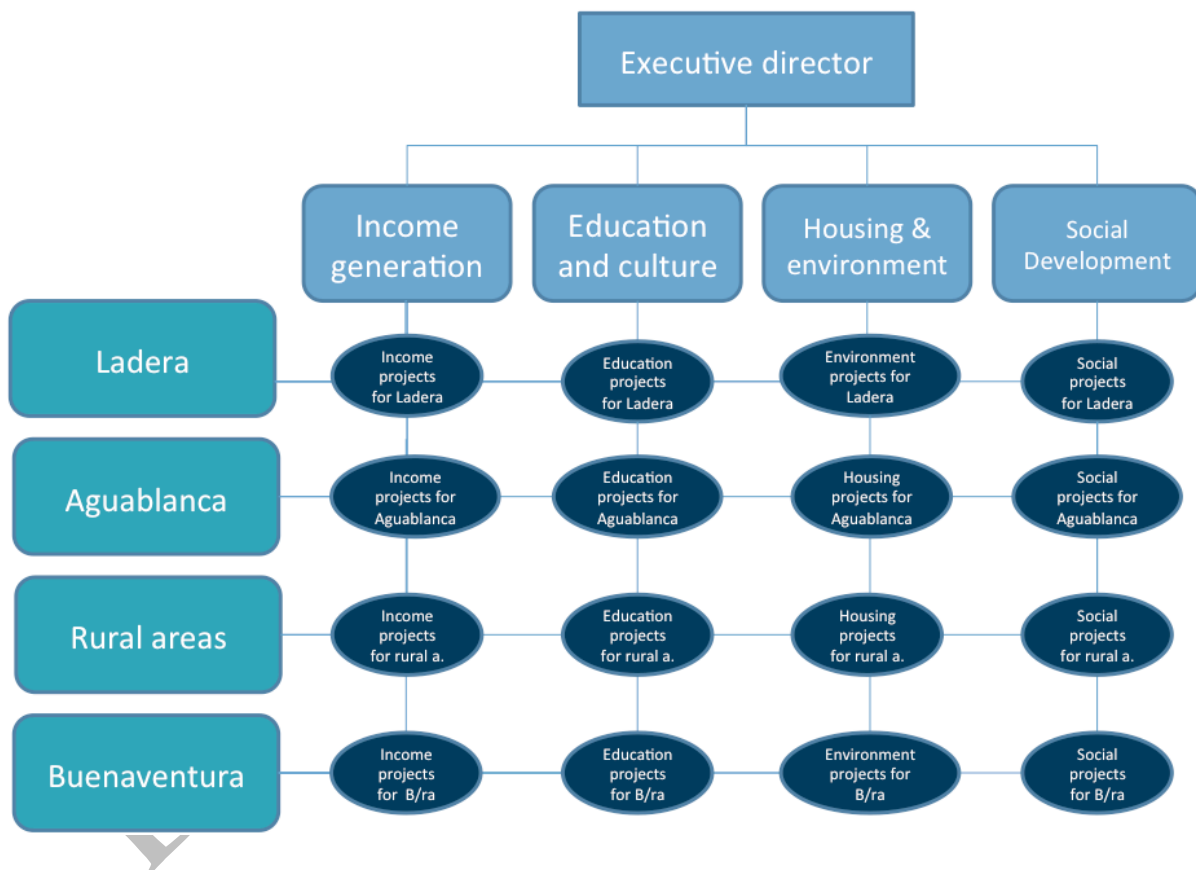 Executive director
Income
generation
Education
and culture
Housing &
environment
Social
Development
Ladera
Income
projects
for Ladera
Education
projects
for Ladera
Environment
projects for
Ladera
Social
projects
for Ladera
Aguablanca
Income
projects for
Aguablanca
Education
projects for
Aguablanca
Housing
projects for
Aguablanca
Social
projects for
Aguablanca
Rural areas
Income
projects
for rural a.
Education
projects
for rural a.
Housing
projects
for rural a.
Social
projects
for rural a.
Buenaventura
Income
projects
for B/ra
Education
projects
for B/ra
Environment
projects for
B/ra
Social
projects
for B/ra